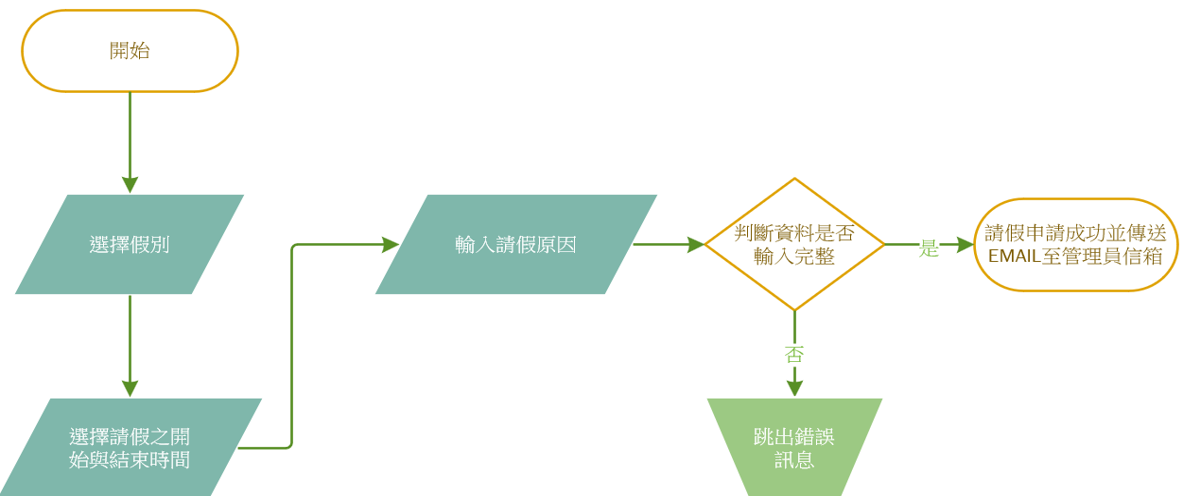 開始
選擇假別
選擇請假之開
始與結束時間
輸入請假原因
判斷資料是否
輸入完整
是
請假申請成功並傳送
EMAIL至管理員信箱
否
跳出錯誤
訊息